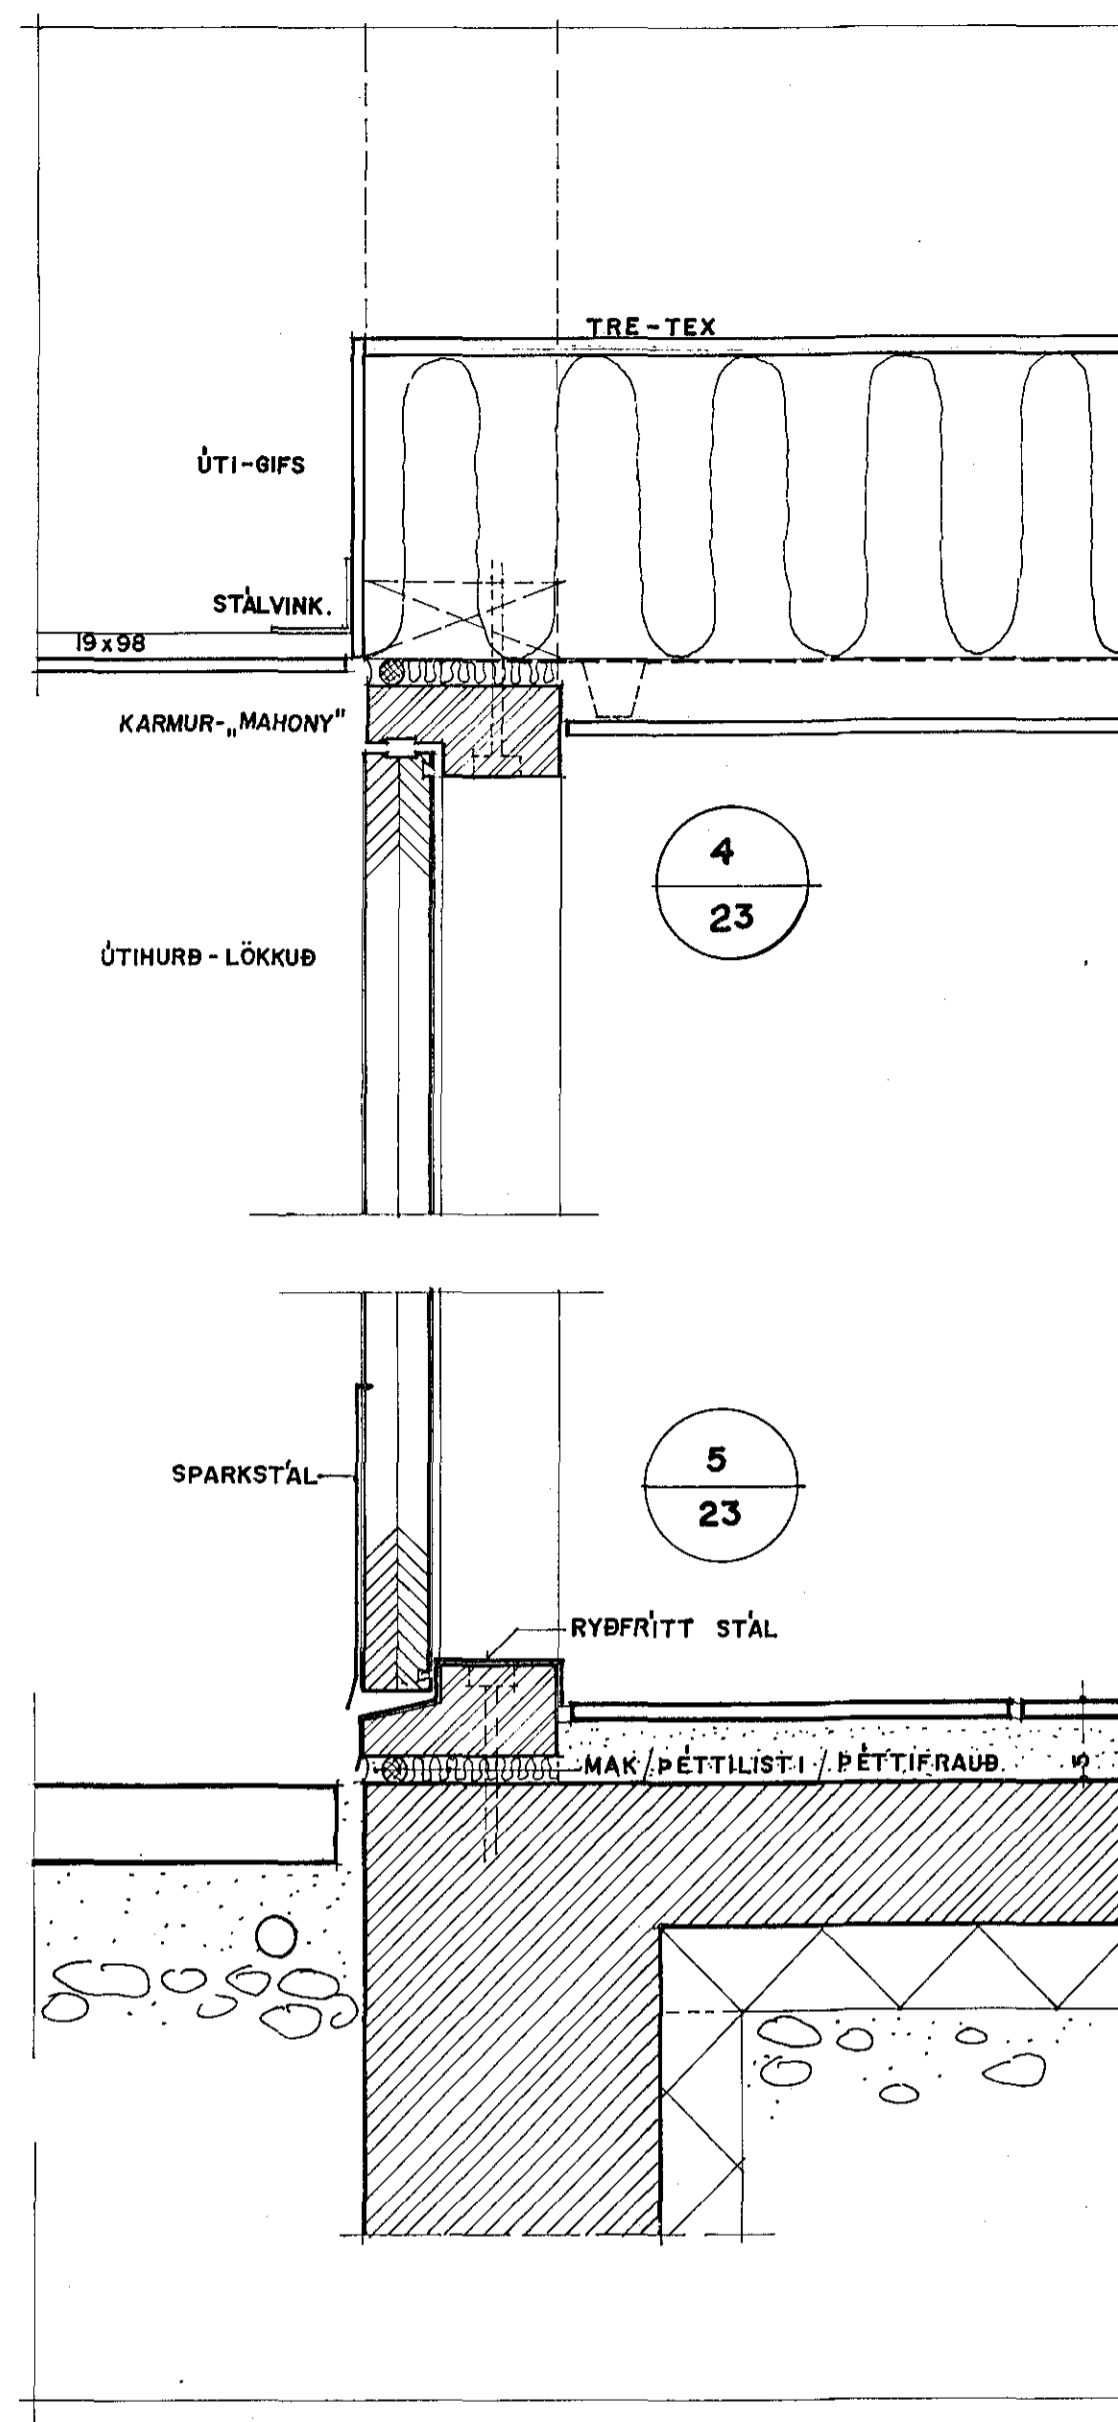 TRE-TEX
ÚTI-GIFS
STÁLVINK.
19x98
KARMUR-„MAHONY"
4
23
ÚTIHURÐ - LÖKKUÐ
5
23
SPARKSTÁL
RYÐFRÍTT STÁL
MAK / ÞÉTTILISTI / ÞÉTTIFRAUÐ.
5